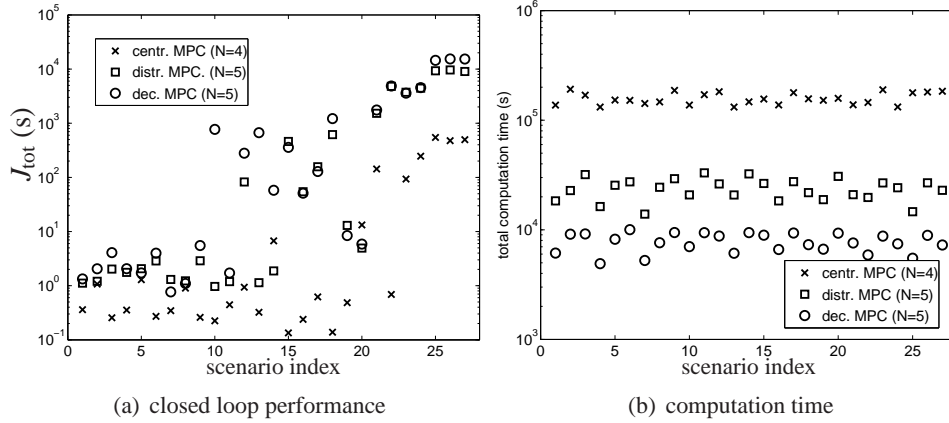 10^5
10^4
10^3
10^2
10^1
10^0
10^-1
J_tot (s)
centr. MPC (N=4)
distr. MPC. (N=5)
dec. MPC (N=5)
0 5 10 15 20 25
scenario index
(a) closed loop performance
10^6
10^5
10^4
10^3
total computation time (s)
centr. MPC (N=4)
distr. MPC (N=5)
dec. MPC (N=5)
0 5 10 15 20 25
scenario index
(b) computation time